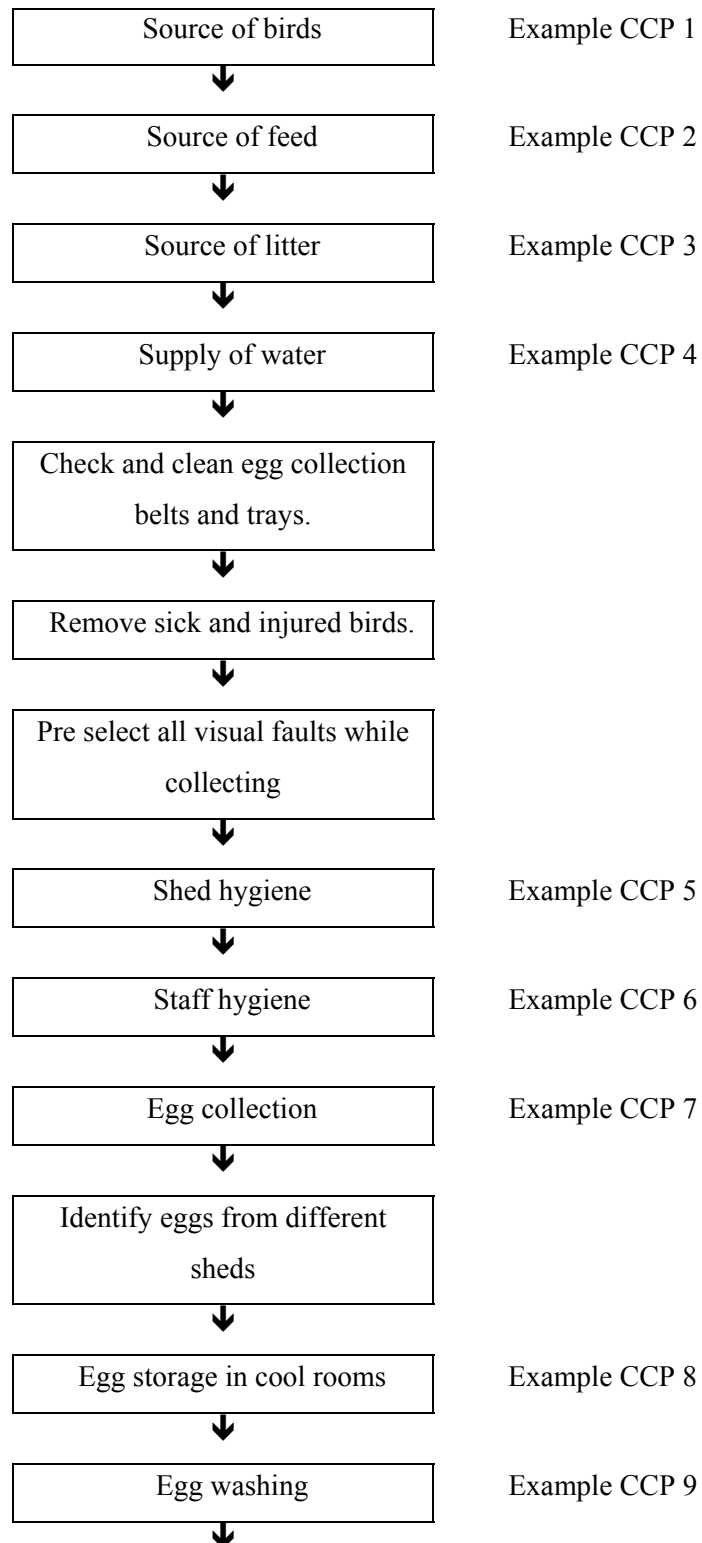 Source of birds Example CCP 1
Source of feed Example CCP 2
Source of litter Example CCP 3
Supply of water Example CCP 4
Check and clean egg collection
belts and trays.
Remove sick and injured birds.
Pre select all visual faults while
collecting
Shed hygiene Example CCP 5
Staff hygiene Example CCP 6
Egg collection Example CCP 7
Identify eggs from different
sheds
Egg storage in cool rooms Example CCP 8
Egg washing Example CCP 9